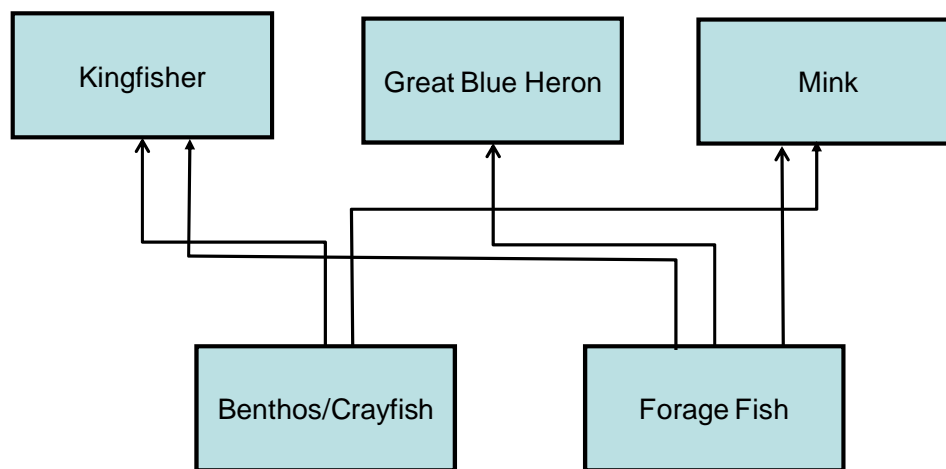 Kingfisher
Great Blue Heron
Mink
Benthos/Crayfish
Forage Fish